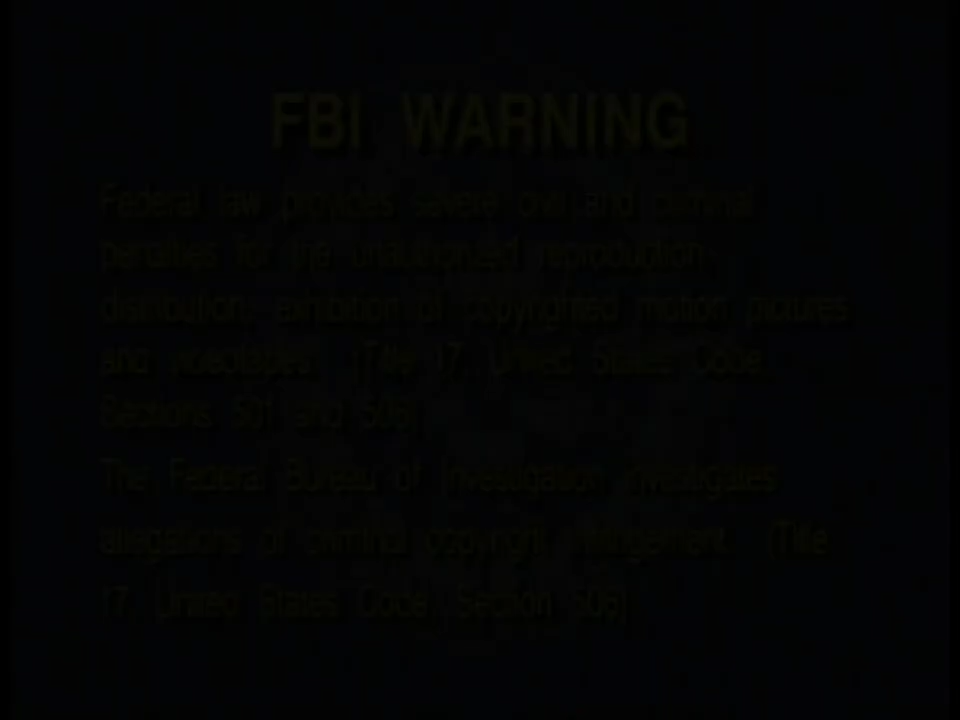 FBI WARNING
Federal law provides severe civil and criminal
penalties for the unauthorized reproduction,
distribution, exhibition of copyrighted motion pictures
and videotapes. (Title 17, United States Code,
Sections 501 and 506)
The Federal Bureau of Investigation investigates
allegations of criminal copyright infringement. (Title
17, United States Code, Section 506)